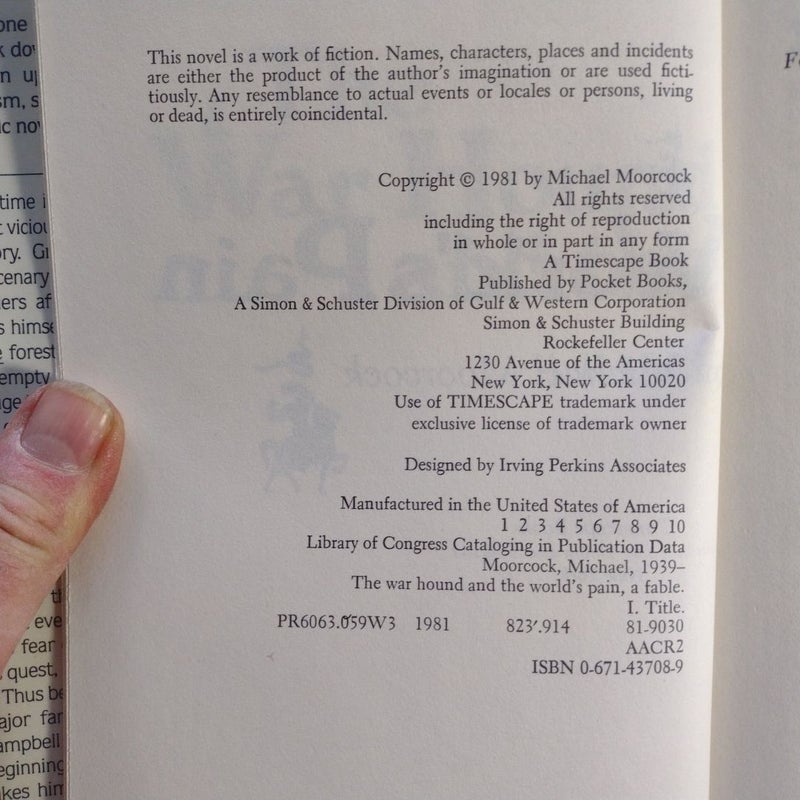 This novel is a work of fiction. Names, characters, places and incidents
are either the product of the author's imagination or are used ficti-
tiously. Any resemblance to actual events or locales or persons, living
or dead, is entirely coincidental.
Copyright © 1981 by Michael Moorcock
All rights reserved
including the right of reproduction
in whole or in part in any form
A Timescape Book
Published by Pocket Books,
A Simon & Schuster Division of Gulf & Western Corporation
Simon & Schuster Building
Rockefeller Center
1230 Avenue of the Americas
New York, New York 10020
Use of TIMESCAPE trademark under
exclusive license of trademark owner
Designed by Irving Perkins Associates
Manufactured in the United States of America
1 2 3 4 5 6 7 8 9 10
Library of Congress Cataloging in Publication Data
Moorcock, Michael, 1939–
The war hound and the world's pain, a fable.
I. Title.
PR6063.059W3 1981 823'.914 81-9030
AACR2
ISBN 0-671-43708-9
time
forest
empty
fear
quest,
Thus